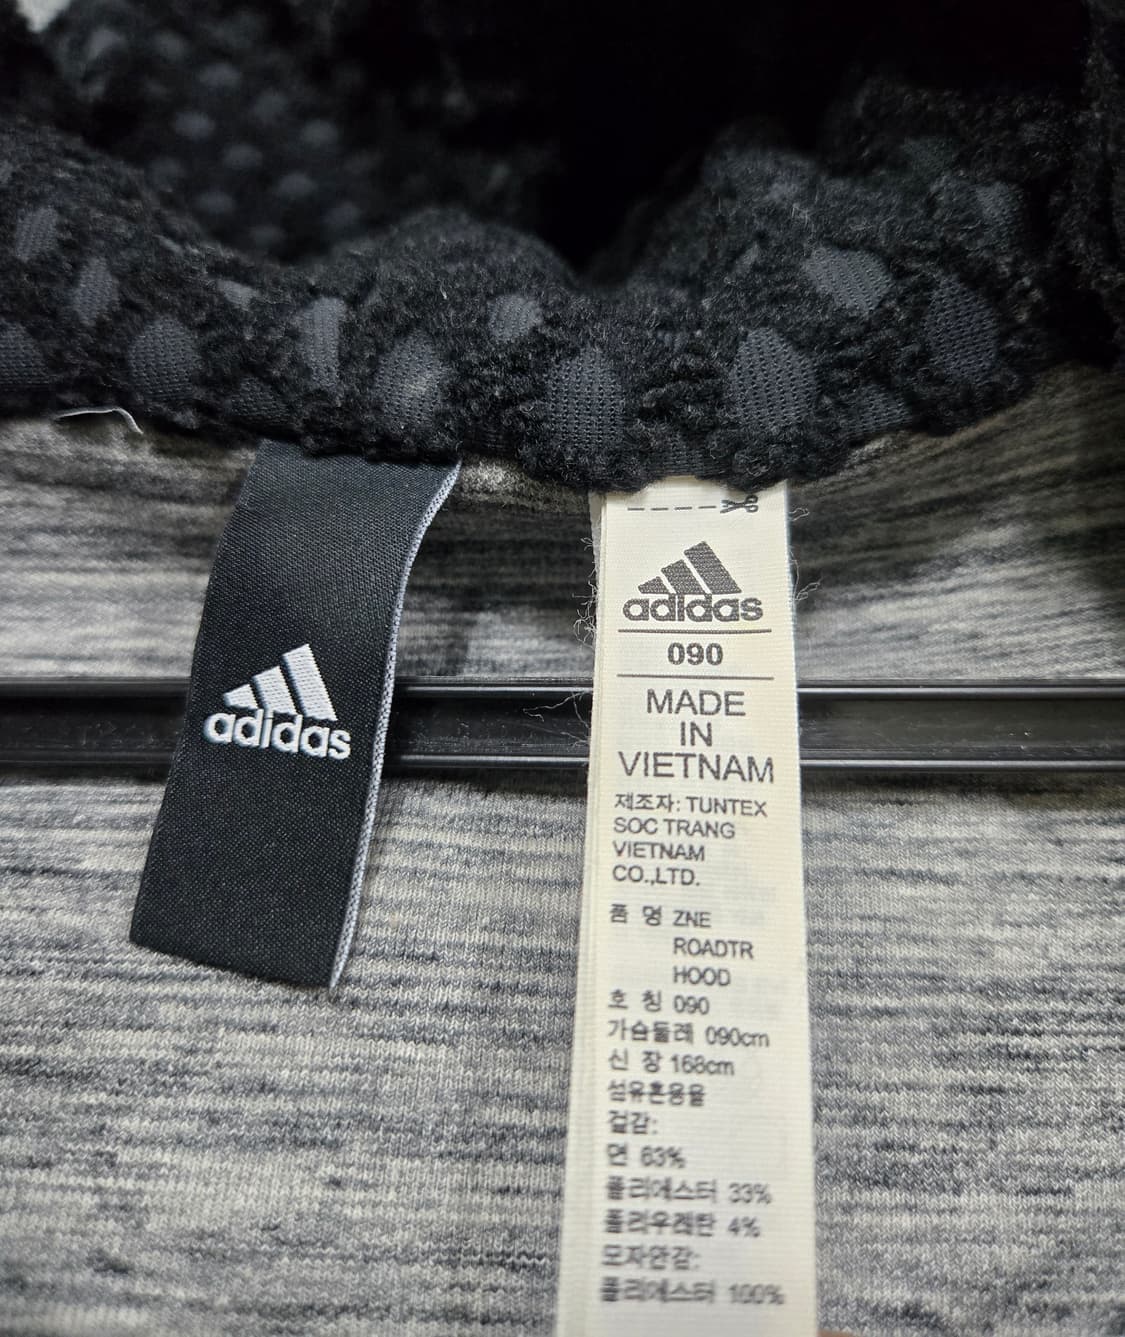 adidas
adidas
090
MADE
IN
VIETNAM
제조자: TUNTEX
SOC TRANG
VIETNAM
CO.,LTD.
품 명 ZNE
ROADTR
HOOD
호 칭 090
가슴둘레 090cm
신 장 168cm
섬유혼용율
겉감:
면 63%
폴리에스터 33%
폴리우레탄 4%
모자안감:
폴리에스터 100%